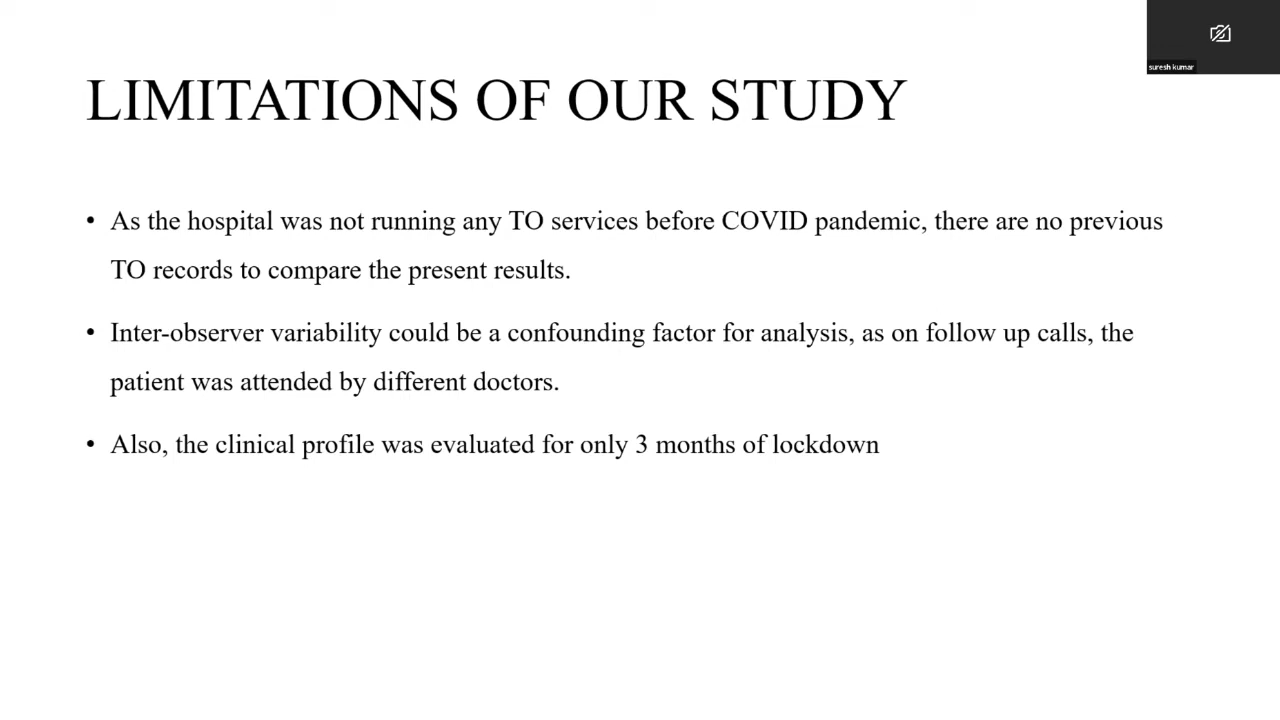 suresh kumar
LIMITATIONS OF OUR STUDY
• As the hospital was not running any TO services before COVID pandemic, there are no previous
TO records to compare the present results.
• Inter-observer variability could be a confounding factor for analysis, as on follow up calls, the
patient was attended by different doctors.
• Also, the clinical profile was evaluated for only 3 months of lockdown